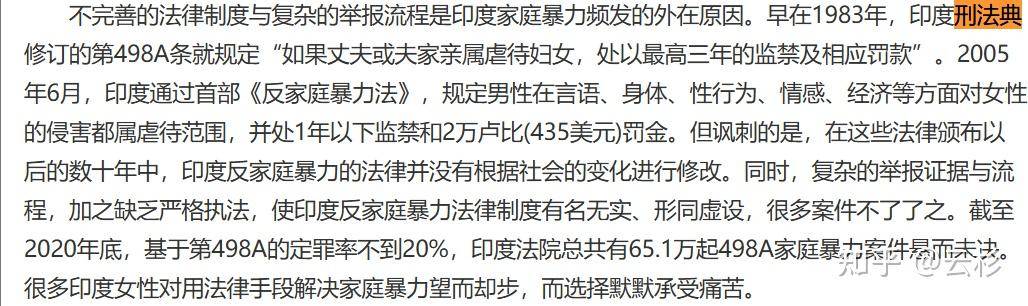 不完善的法律制度与复杂的举报流程是印度家庭暴力频发的外在原因。早在1983年，印度刑法典
修订的第498A条就规定“如果丈夫或夫家亲属虐待妇女，处以最高三年的监禁及相应罚款”。2005
年6月，印度通过首部《反家庭暴力法》，规定男性在言语、身体、性行为、情感、经济等方面对女性
的侵害都属虐待范围，并处1年以下监禁和2万卢比(435美元)罚金。但讽刺的是，在这些法律颁布以
后的数十年中，印度反家庭暴力的法律并没有根据社会的变化进行修改。同时，复杂的举报证据与流
程，加之缺乏严格执法，使印度反家庭暴力法律制度有名无实、形同虚设，很多案件不了了之。截至
2020年底，基于第498A的定罪率不到20%，印度法院总共有65.1万起498A家庭暴力案件悬而未决。
很多印度女性对用法律手段解决家庭暴力望而却步，而选择默默承受痛苦。
知乎 @云杉